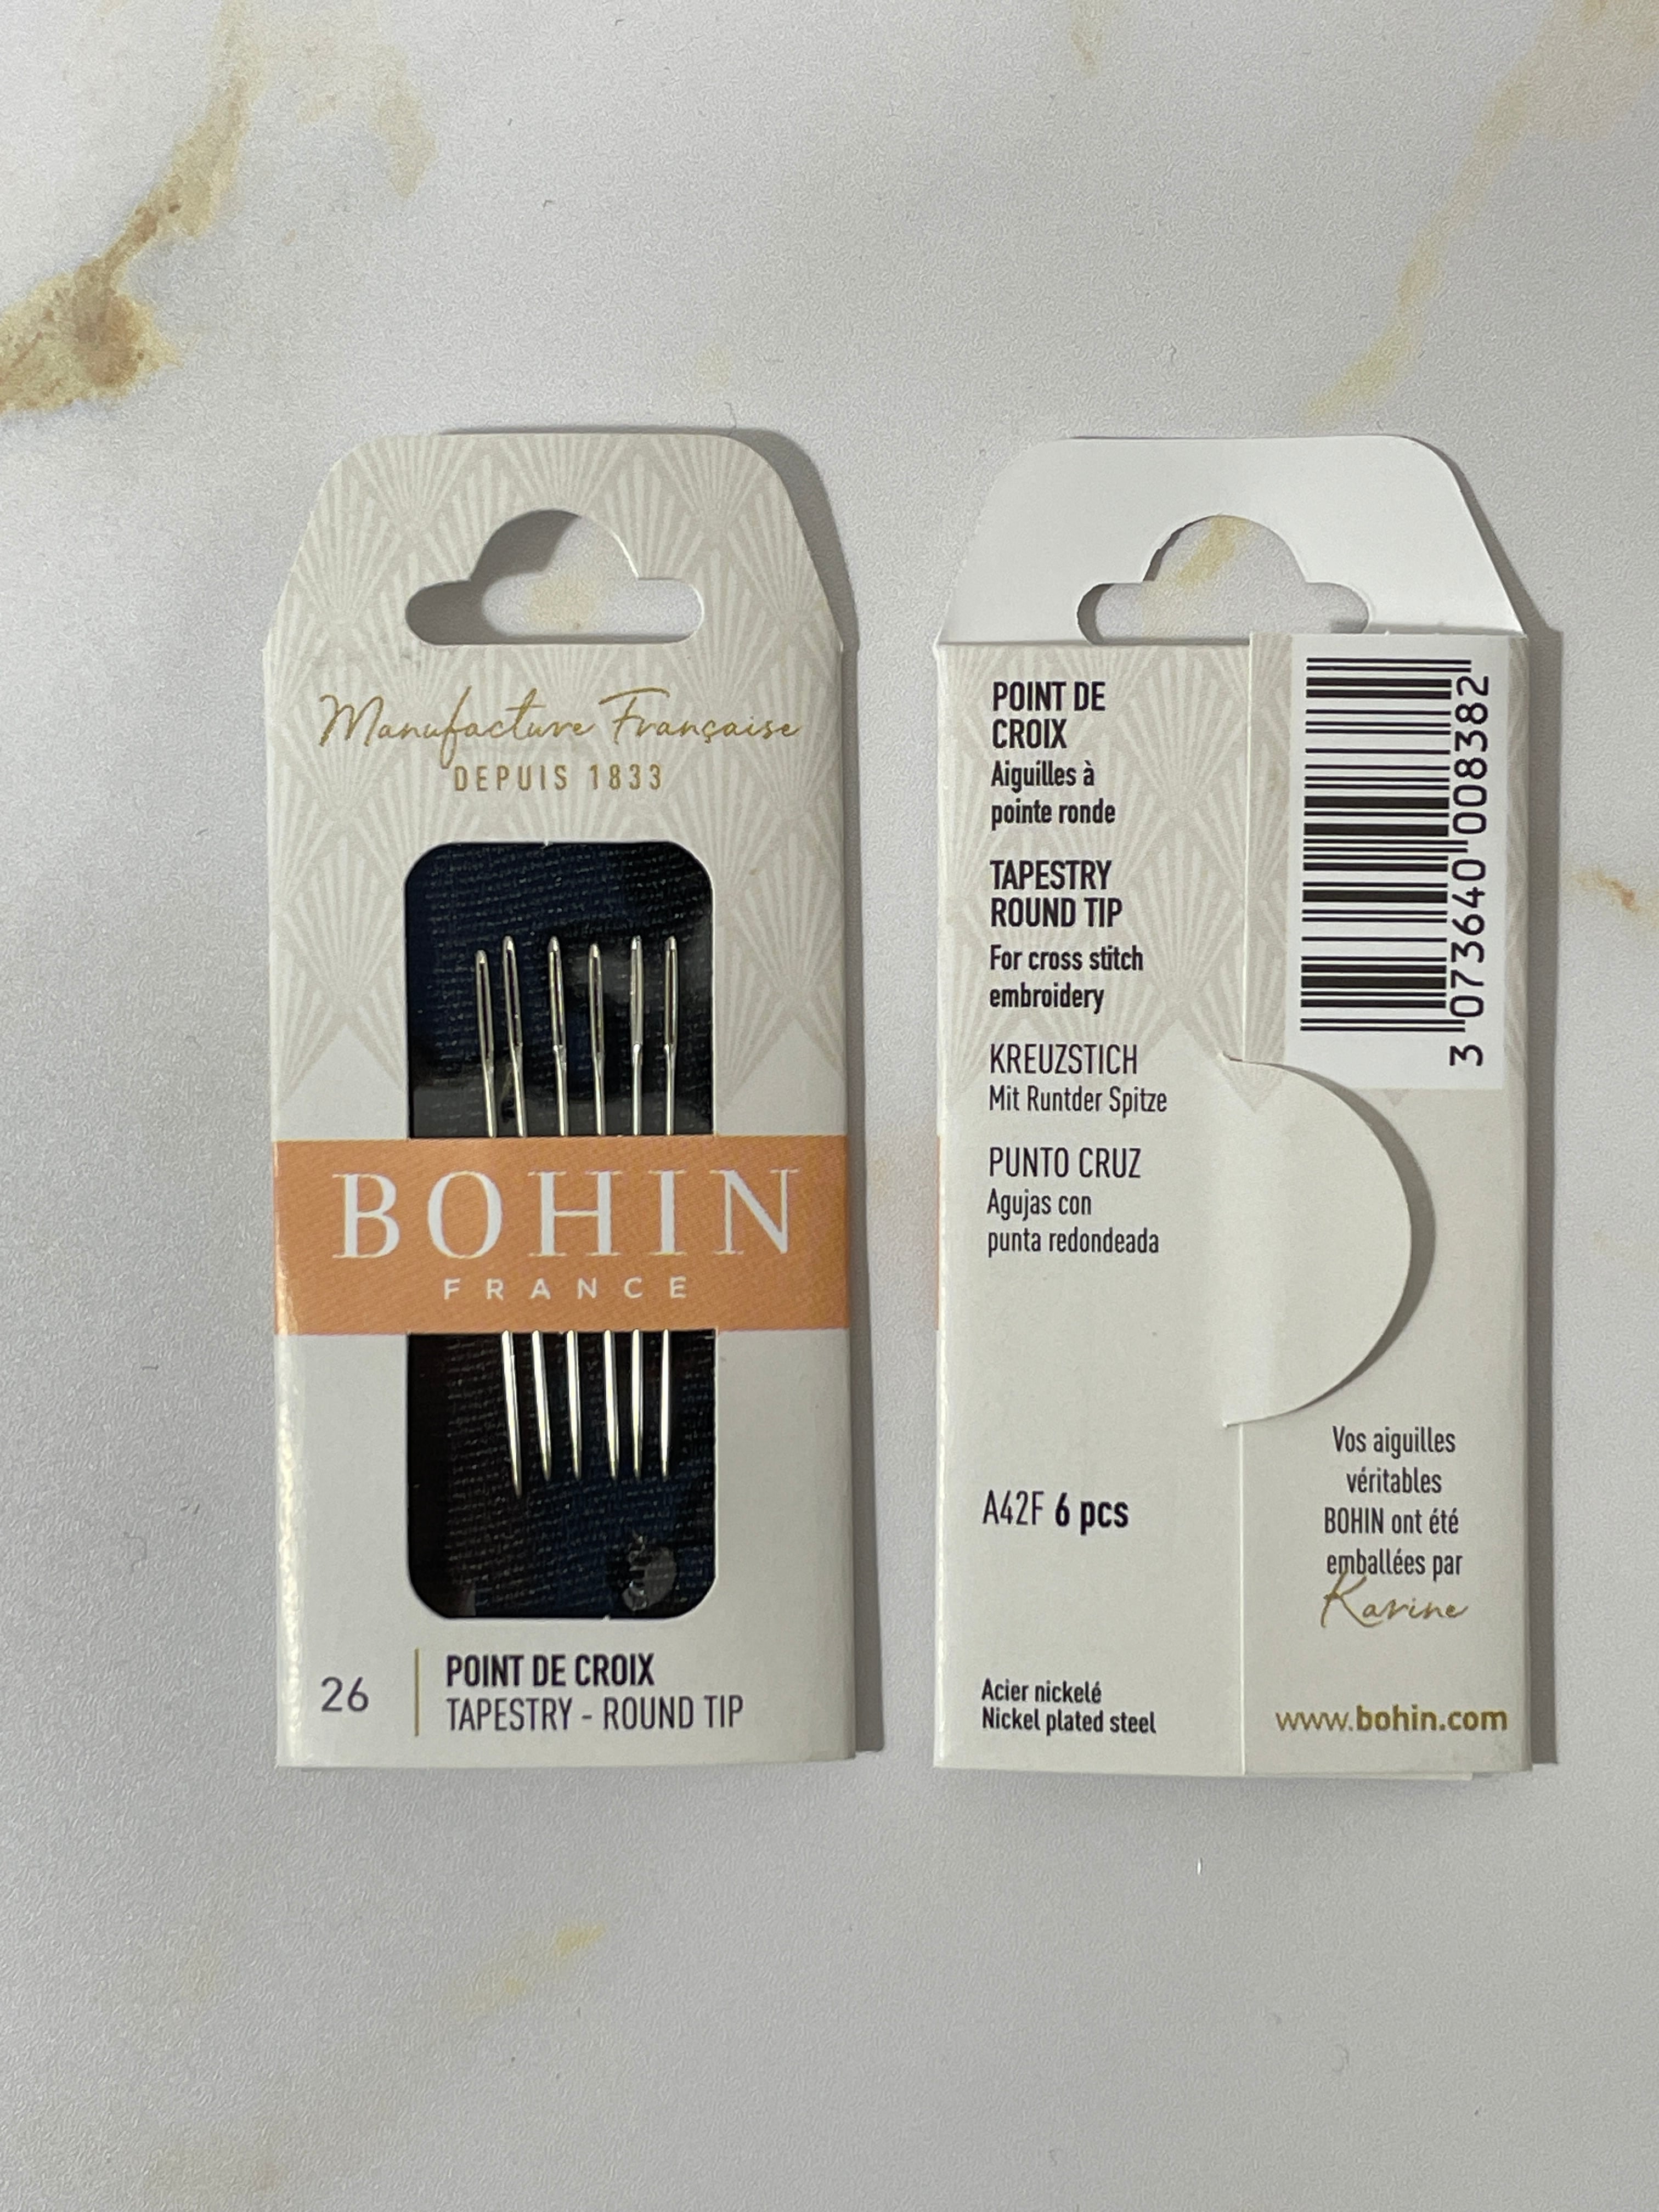 Manufacture Française
DEPUIS 1833
BOHIN
FRANCE
26
POINT DE CROIX
TAPESTRY - ROUND TIP
POINT DE
CROIX
Aiguilles à
pointe ronde
TAPESTRY
ROUND TIP
For cross stitch
embroidery
KREUZSTICH
Mit Runtder Spitze
PUNTO CRUZ
Agujas con
punta redondeada
A42F 6 pcs
Acier nickelé
Nickel plated steel
3 073640 008382
Vos aiguilles
véritables
BOHIN ont été
emballées par
Karine
www.bohin.com